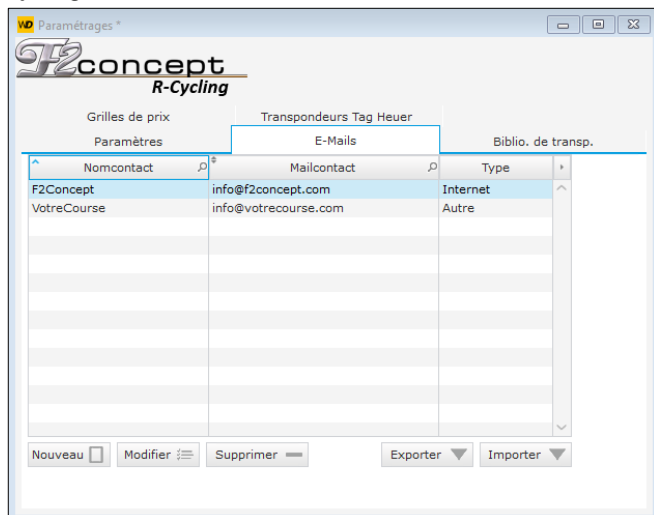 WD Paramétrages *
F2concept
R-Cycling
Grilles de prix Transpondeurs Tag Heuer
Paramètres E-Mails Biblio. de transp.
Nomcontact Mailcontact Type
F2Concept info@f2concept.com Internet
VotreCourse info@votrecourse.com Autre
Nouveau Modifier Supprimer Exporter Importer